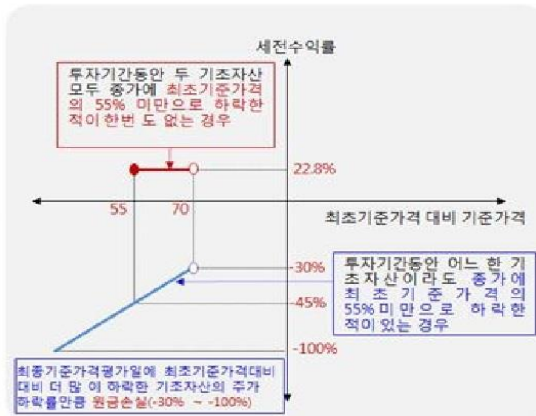 세전수익률
투자기간동안 두 기초자산
모두 종가에 최초기준가격
의 55% 미만으로 하락한
적이 한번 도 없는 경우
22.8%
55
70
최초기준가격 대비 기준가격
-30%
투자기간동안 어느 한 기
초자산이라도 종가에
최초기준가격의
55%미만으로 하락한
적이 있는 경우
-45%
-100%
최종기준가격평가일에 최초기준가격대비
대비 더 많 이 하락한 기초자산의 주가
하락률만큼 원금손실(-30% ~ -100%)